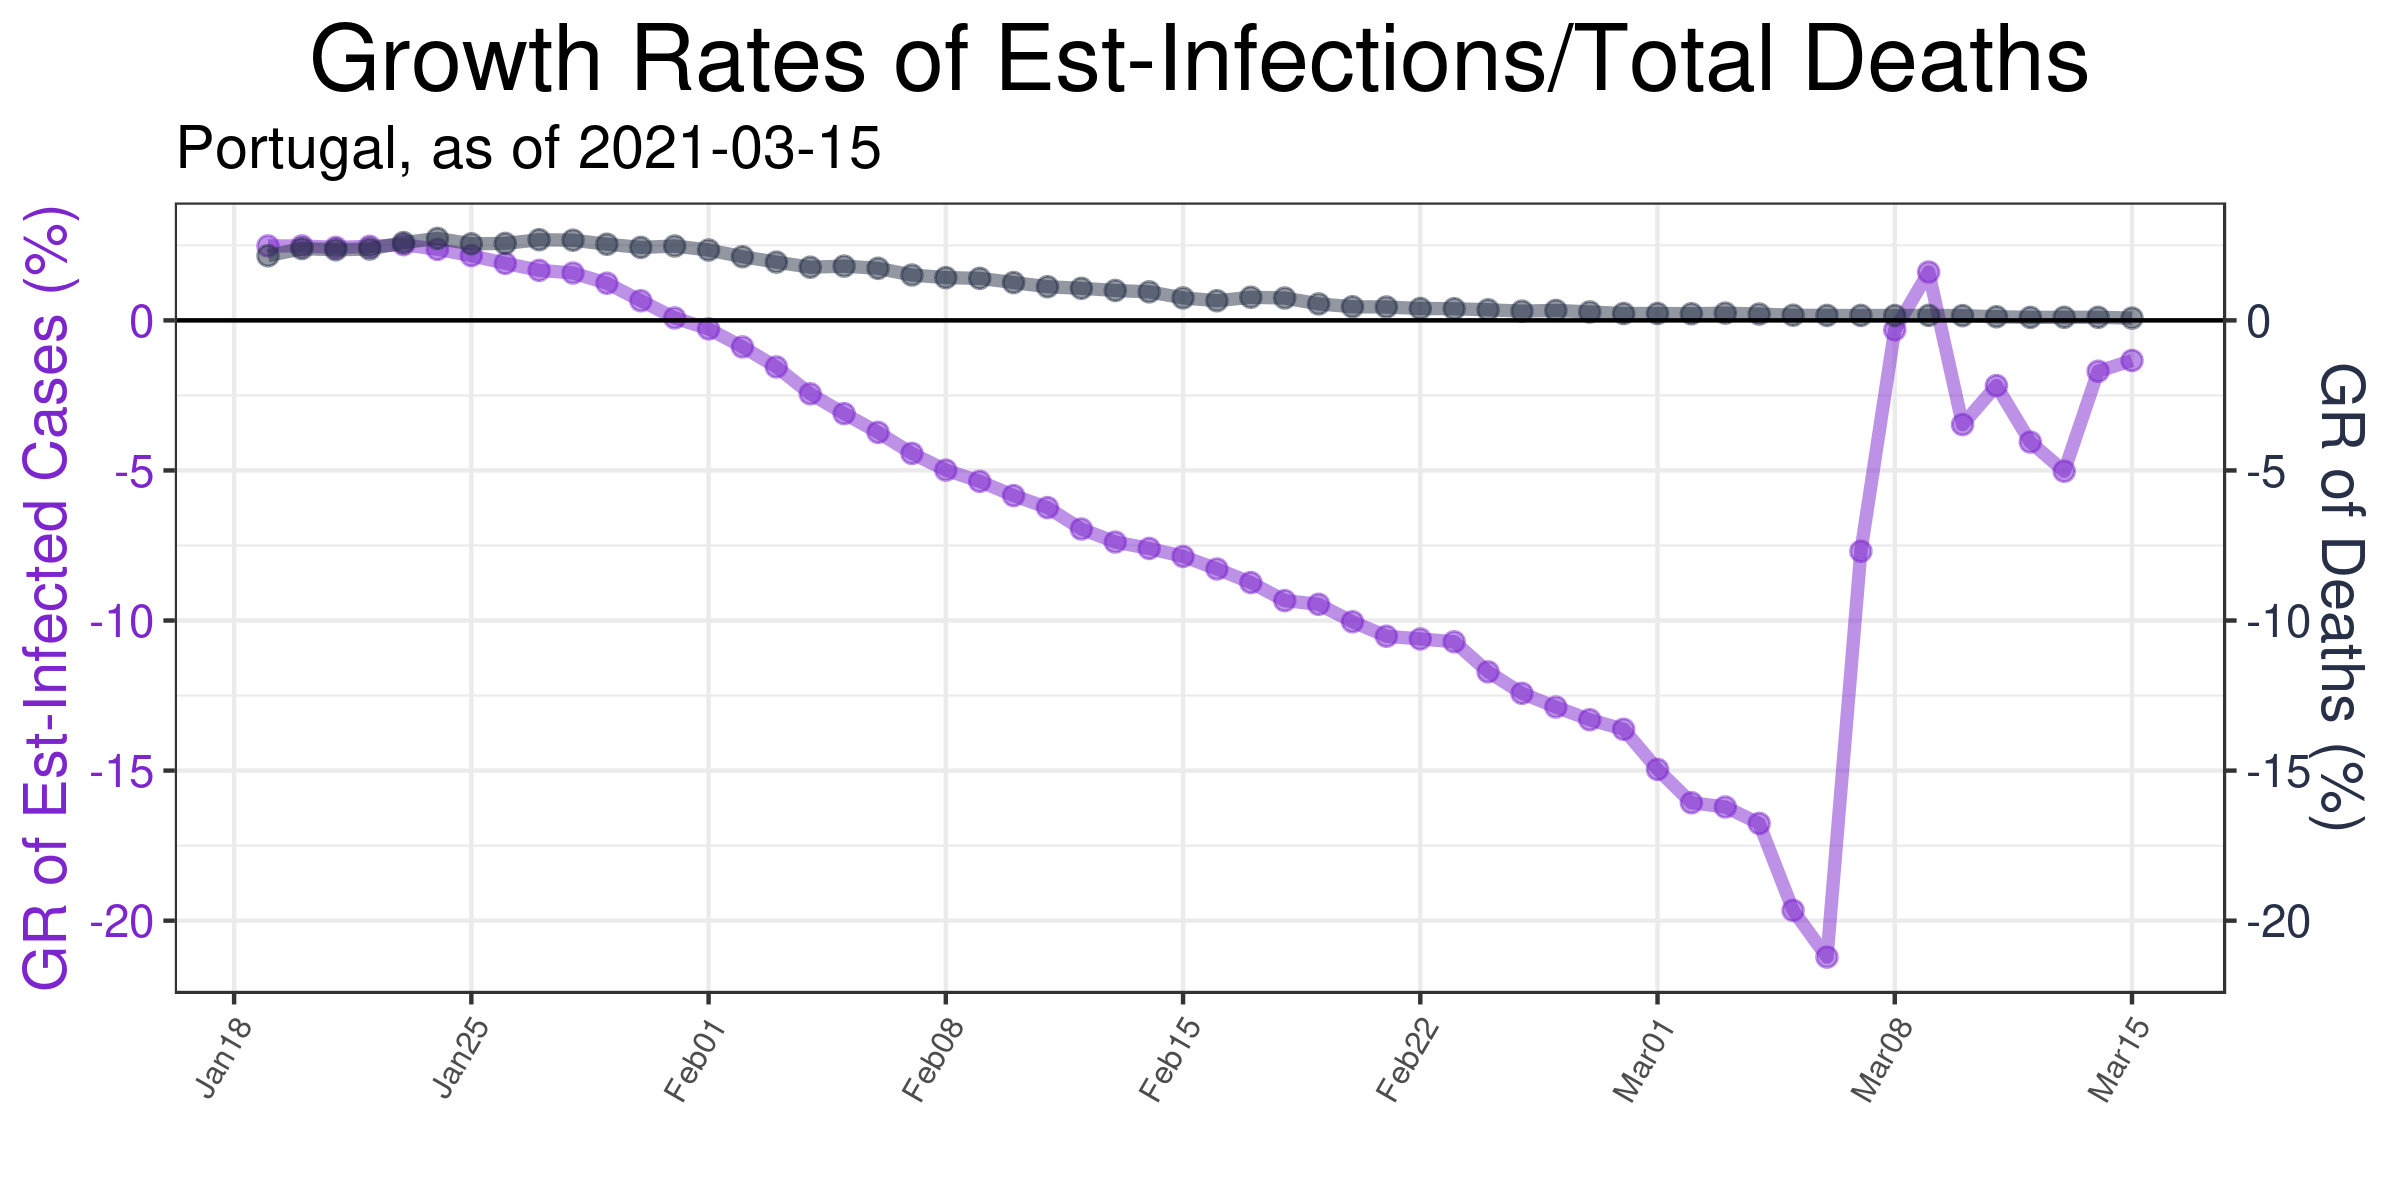 Growth Rates of Est-Infections/Total Deaths
Portugal, as of 2021-03-15
GR of Est-Infected Cases (%)
0
-5
-10
-15
-20
0
-5
-10
-15
-20
GR of Deaths (%)
Jan18
Jan25
Feb01
Feb08
Feb15
Feb22
Mar01
Mar08
Mar15